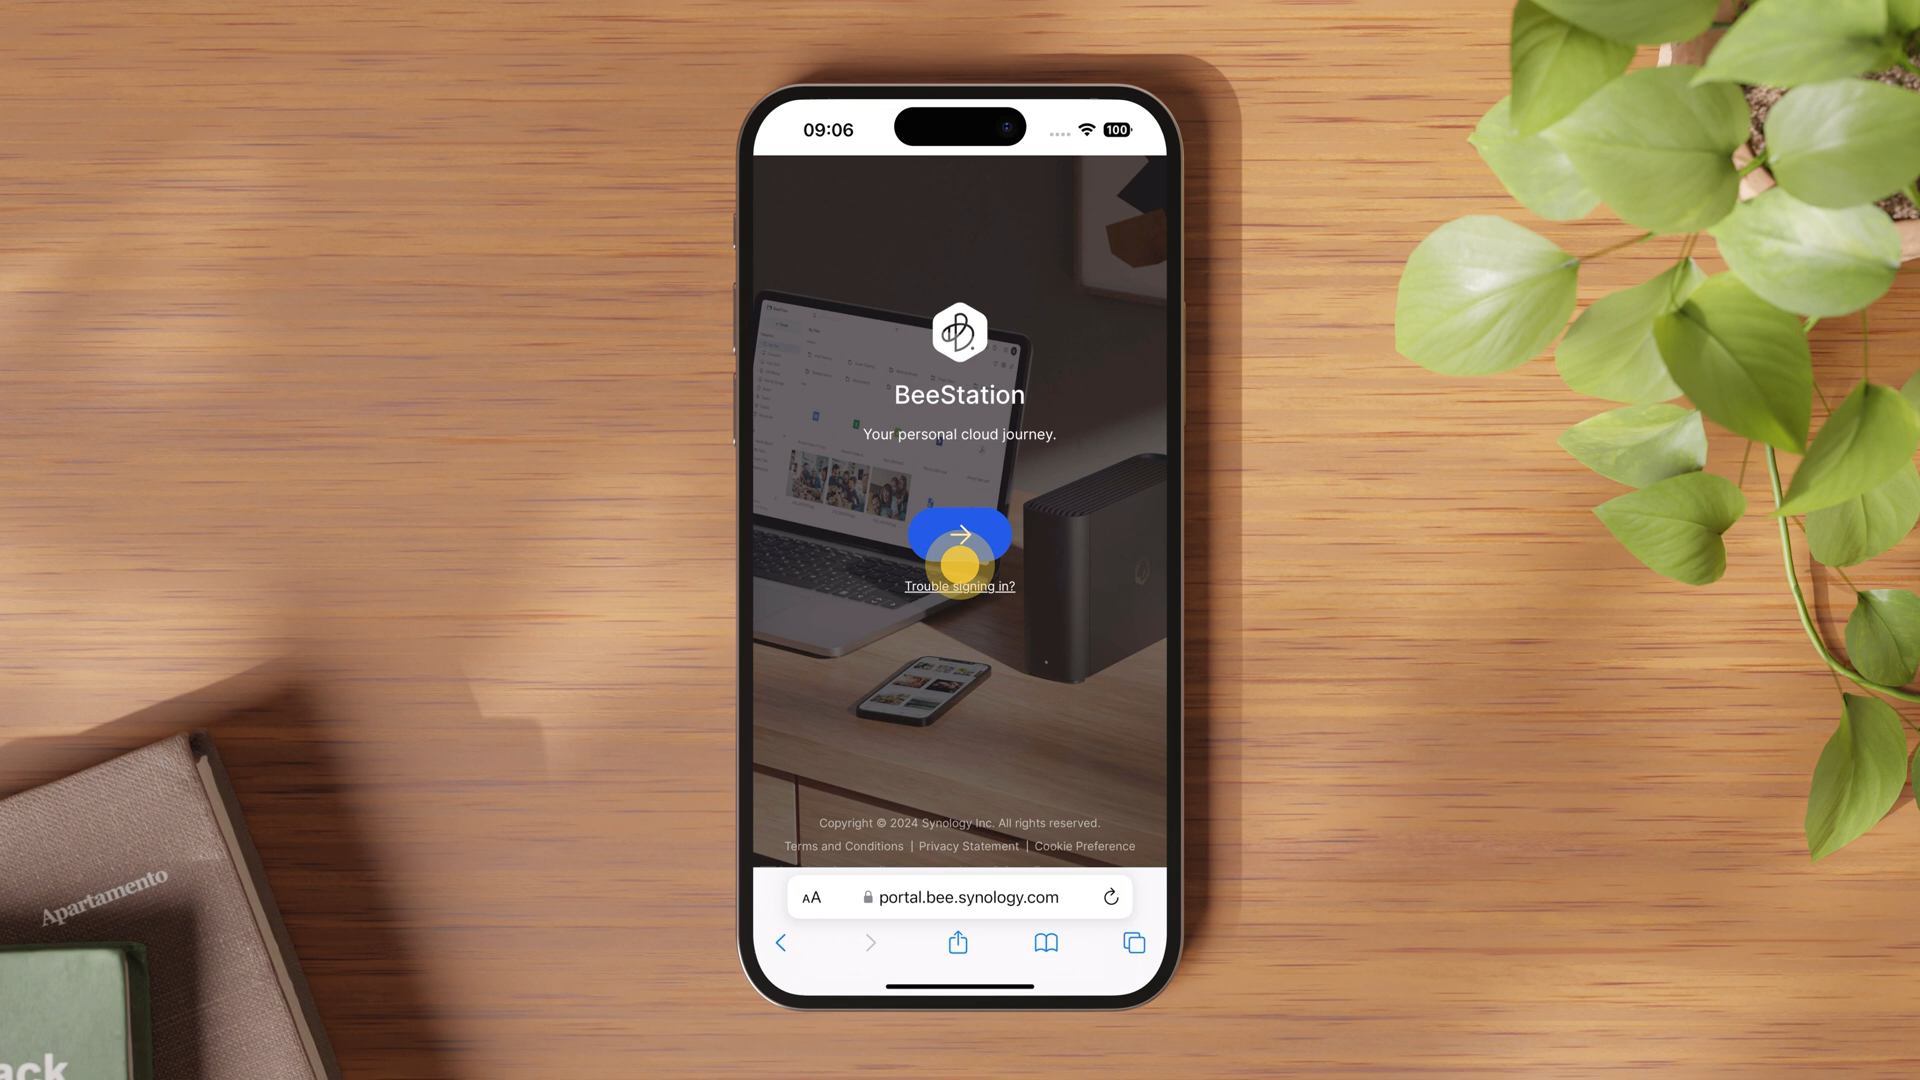 09:06
100
BeeStation
Your personal cloud journey.
Trouble signing in?
Copyright © 2024 Synology Inc. All rights reserved.
Terms and Conditions | Privacy Statement | Cookie Preference
AA portal.bee.synology.com
Apartamento
ack